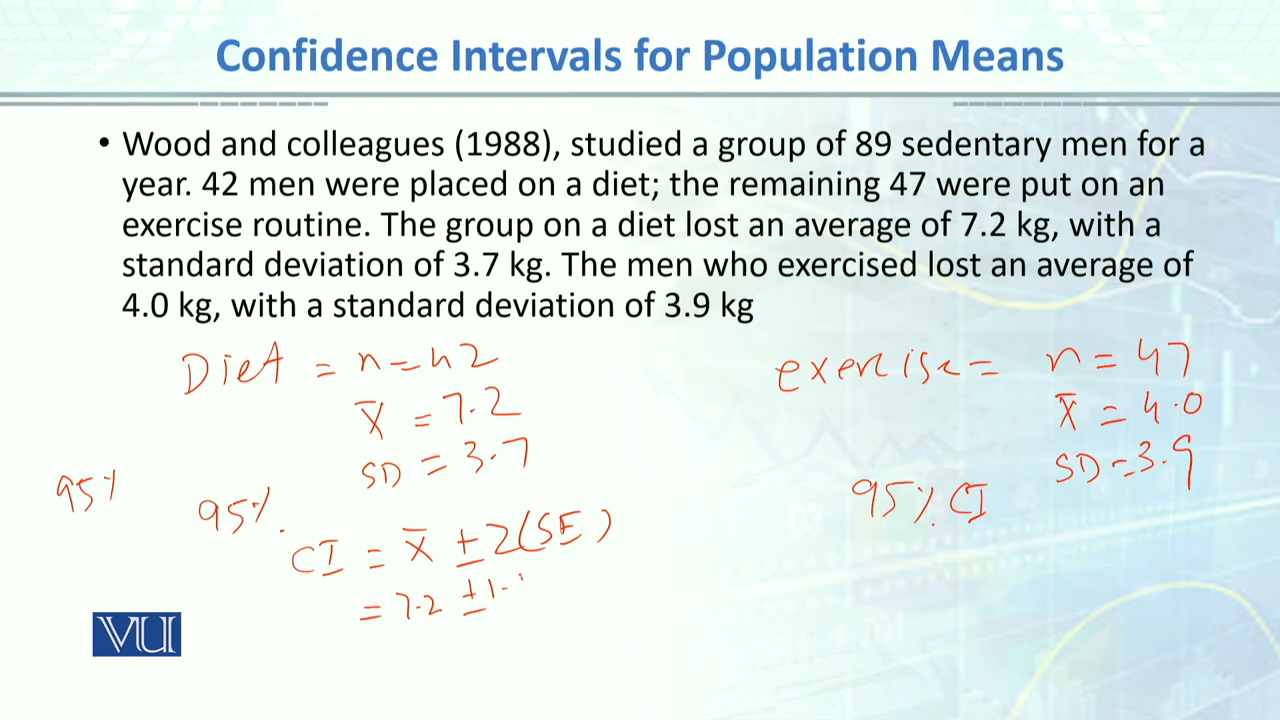 Confidence Intervals for Population Means
• Wood and colleagues (1988), studied a group of 89 sedentary men for a
year. 42 men were placed on a diet; the remaining 47 were put on an
exercise routine. The group on a diet lost an average of 7.2 kg, with a
standard deviation of 3.7 kg. The men who exercised lost an average of
4.0 kg, with a standard deviation of 3.9 kg
Diet = n = 42
x̄ = 7.2
SD = 3.7
95%
95%.
CI = x̄ ± 2(SE)
= 7.2 ± 1.
exercise = n = 47
x̄ = 4.0
SD = 3.9
95% CI
VU